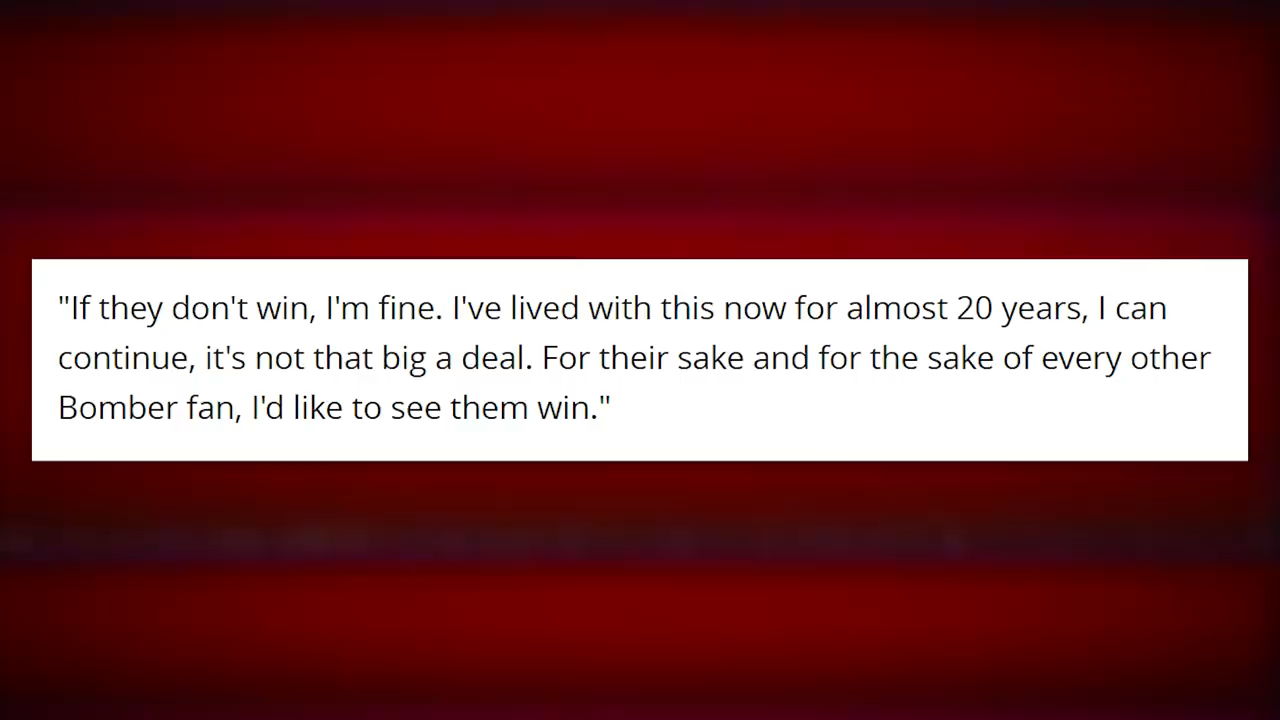 "If they don't win, I'm fine. I've lived with this now for almost 20 years, I can
continue, it's not that big a deal. For their sake and for the sake of every other
Bomber fan, I'd like to see them win."